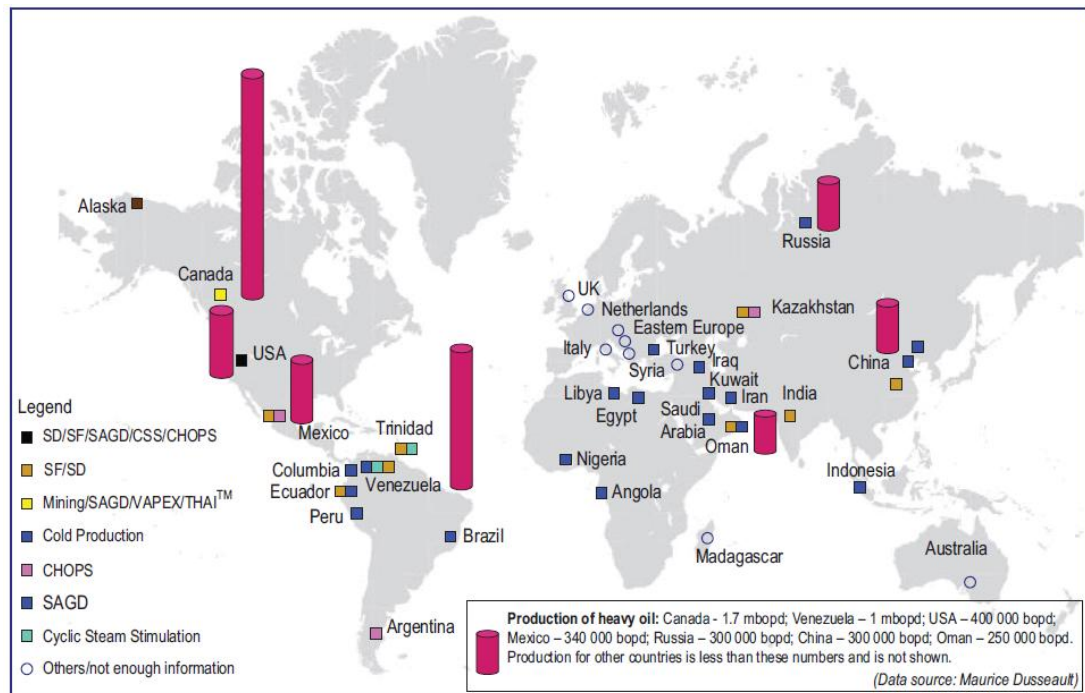 Alaska
Canada
USA
Mexico
Trinidad
Columbia
Venezuela
Ecuador
Peru
Brazil
Argentina
UK
Netherlands
Eastern Europe
Italy
Turkey
Syria
Iraq
Kuwait
Libya
Egypt
Saudi
Arabia
Iran
Oman
Nigeria
Angola
Madagascar
Russia
Kazakhstan
China
India
Indonesia
Australia
Legend
SD/SF/SAGD/CSS/CHOPS
SF/SD
Mining/SAGD/VAPEX/THAI™
Cold Production
CHOPS
SAGD
Cyclic Steam Stimulation
Others/not enough information
Production of heavy oil: Canada - 1.7 mbopd; Venezuela – 1 mbopd; USA – 400 000 bopd;
Mexico – 340 000 bopd; Russia – 300 000 bopd; China – 300 000 bopd; Oman – 250 000 bopd.
Production for other countries is less than these numbers and is not shown.
(Data source: Maurice Dusseault)